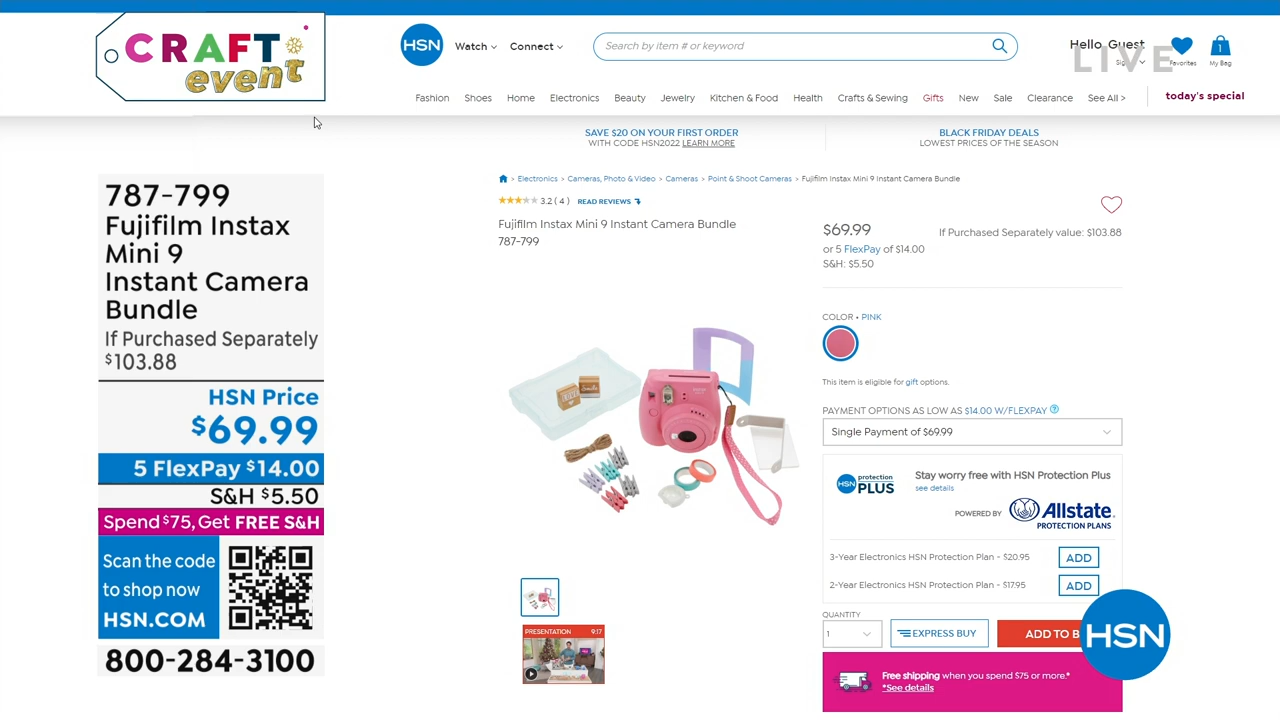 CRAFT
event
HSN
Watch
Connect
Search by item # or keyword
Hello, Guest
LIVE
Favorites
1
My Bag
Fashion Shoes Home Electronics Beauty Jewelry Kitchen & Food Health Crafts & Sewing Gifts New Sale Clearance See All >
today's special
SAVE $20 ON YOUR FIRST ORDER
WITH CODE HSN2022 LEARN MORE
BLACK FRIDAY DEALS
LOWEST PRICES OF THE SEASON
787-799
Fujifilm Instax
Mini 9
Instant Camera
Bundle
If Purchased Separately
$103.88
HSN Price
$69.99
5 FlexPay $14.00
S&H $5.50
Spend $75, Get FREE S&H
Scan the code
to shop now
HSN.COM
800-284-3100
> Electronics > Cameras, Photo & Video > Cameras > Point & Shoot Cameras > Fujifilm Instax Mini 9 Instant Camera Bundle
3.2 ( 4 ) READ REVIEWS
Fujifilm Instax Mini 9 Instant Camera Bundle
787-799
PRESENTATION 9:17
$69.99
If Purchased Separately value: $103.88
or 5 FlexPay of $14.00
S&H: $5.50
COLOR • PINK
This item is eligible for gift options.
PAYMENT OPTIONS AS LOW AS $14.00 W/FLEXPAY ?
Single Payment of $69.99
HSN protection PLUS
Stay worry free with HSN Protection Plus
see details
POWERED BY Allstate.
PROTECTION PLANS
3-Year Electronics HSN Protection Plan - $20.95 ADD
2-Year Electronics HSN Protection Plan - $17.95 ADD
QUANTITY
1
EXPRESS BUY
ADD TO B
HSN
Free shipping when you spend $75 or more.*
*See details